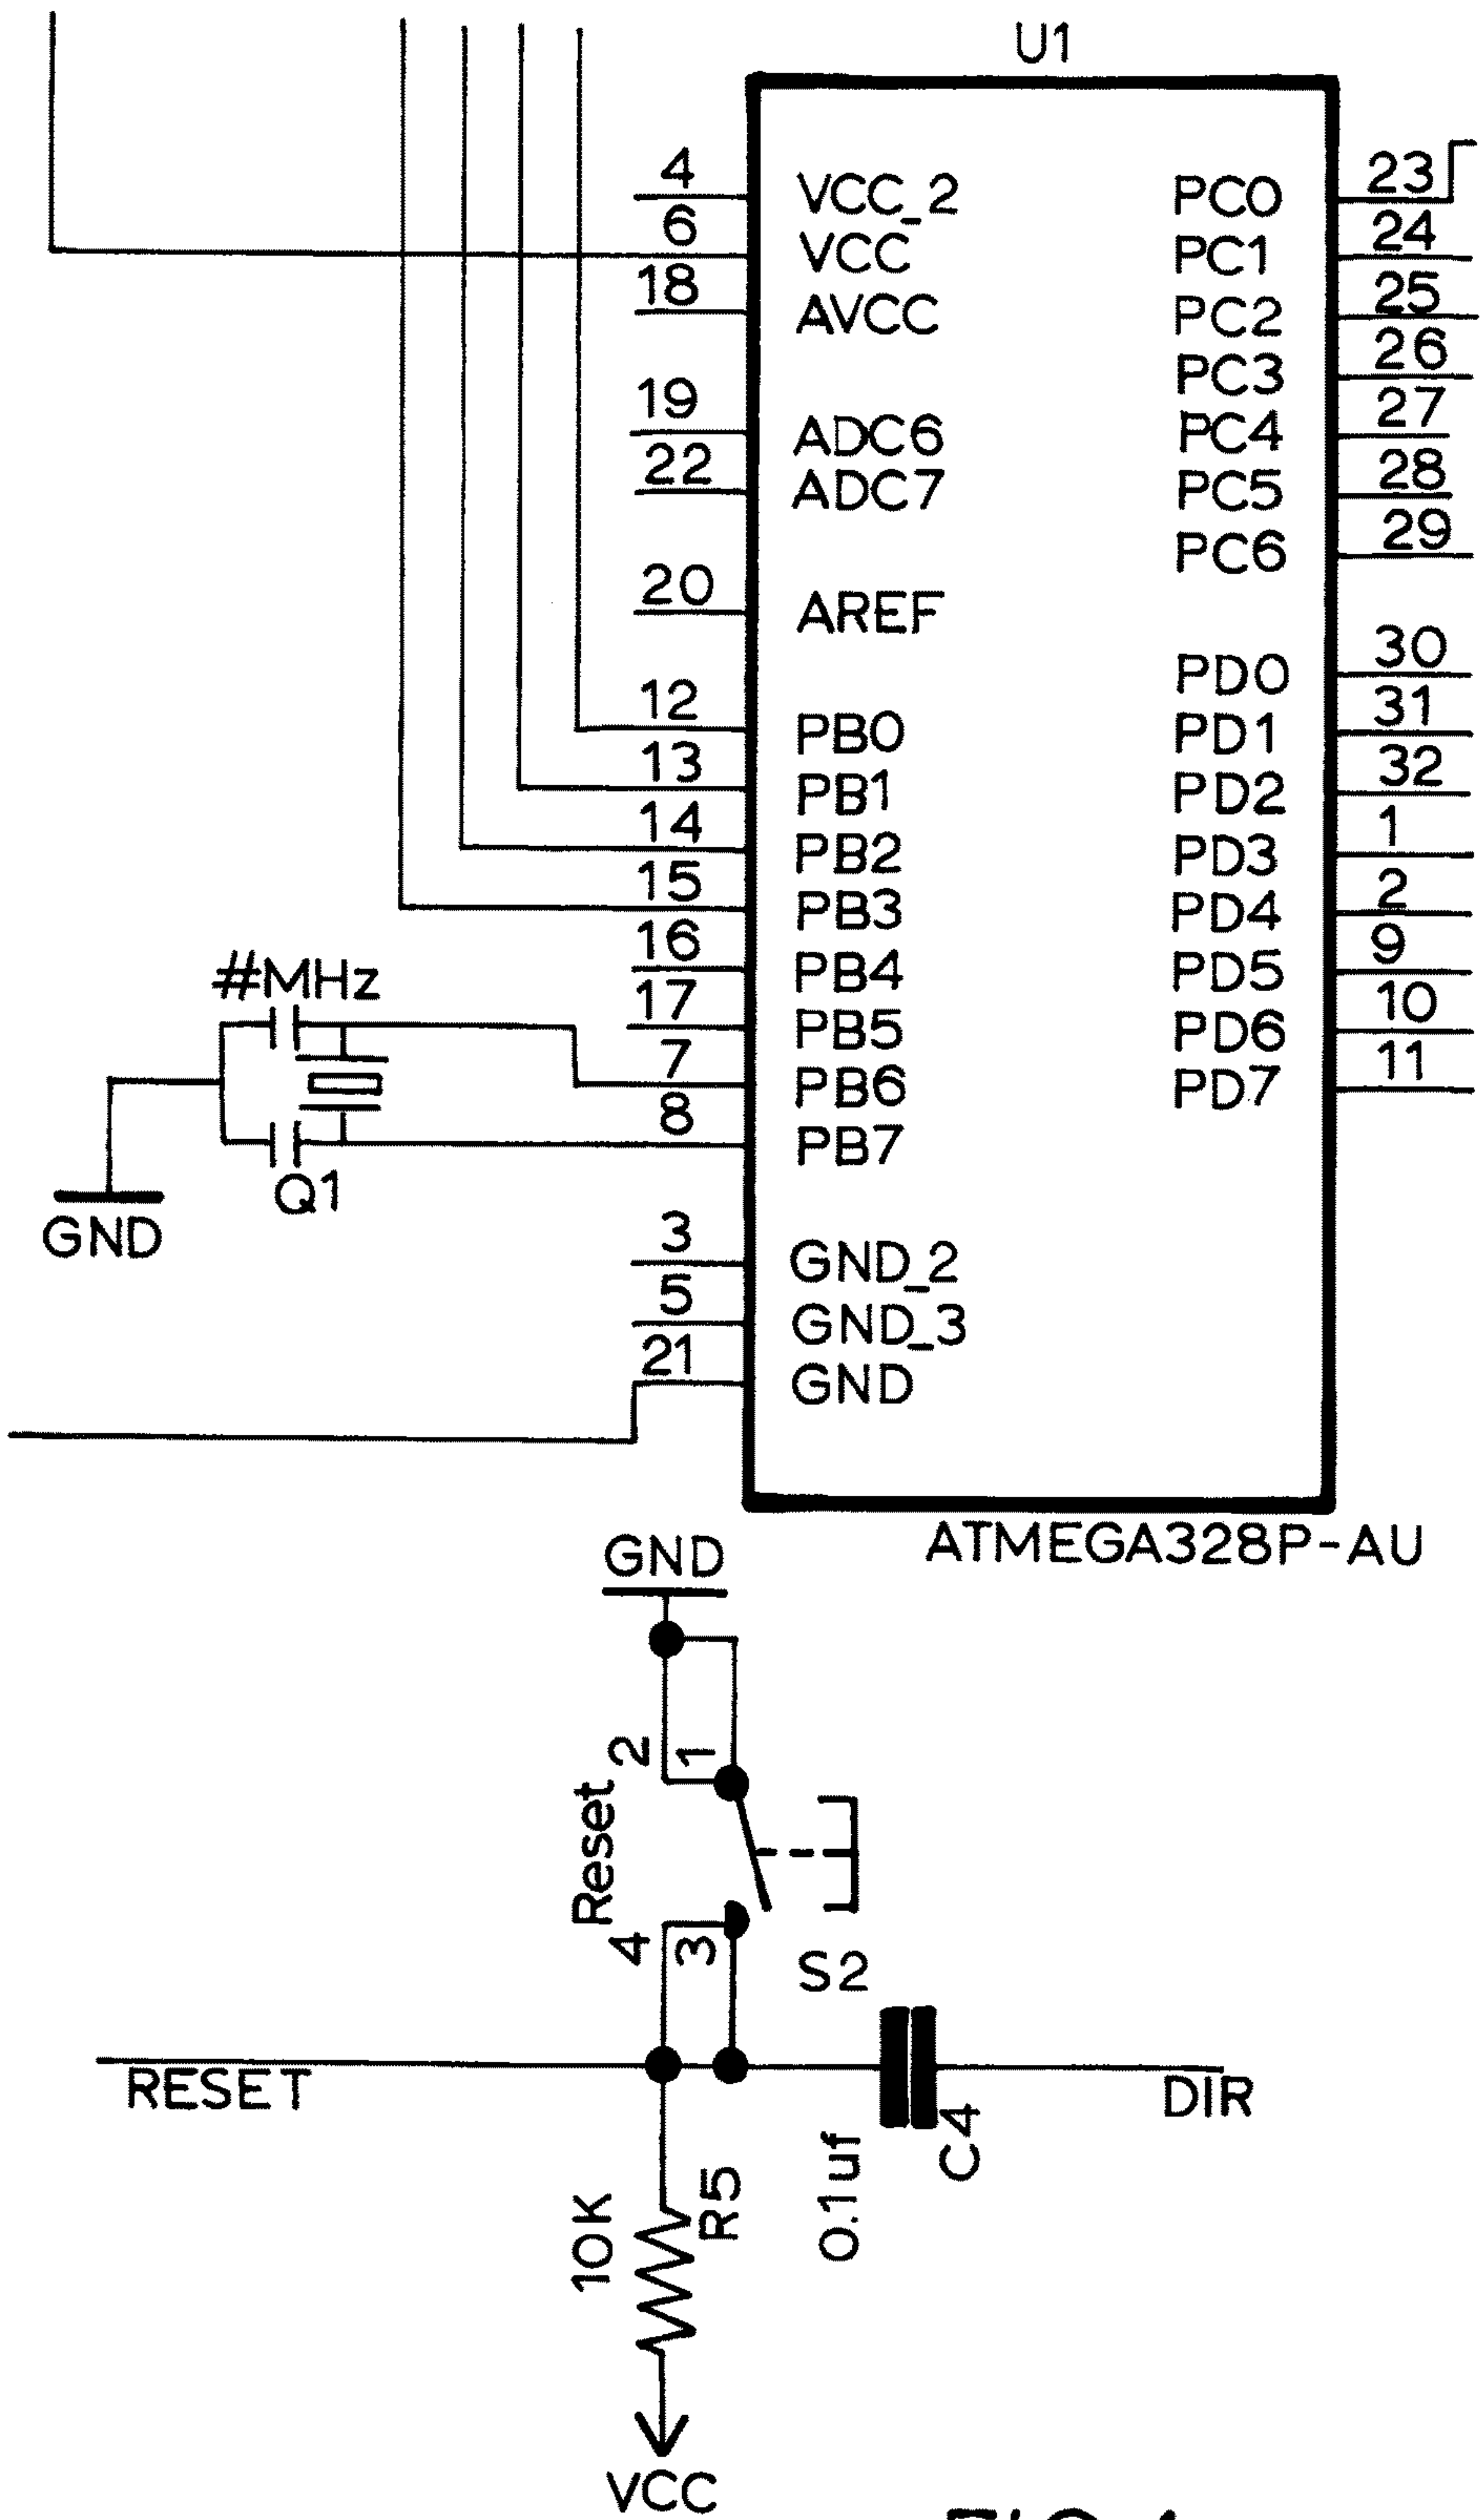 U1
4 VCC_2 PC0 23
6 VCC PC1 24
18 AVCC PC2 25
PC3 26
19 ADC6 PC4 27
22 ADC7 PC5 28
PC6 29
20 AREF
PD0 30
12 PB0 PD1 31
13 PB1 PD2 32
14 PB2 PD3 1
15 PB3 PD4 2
16 PB4 PD5 9
17 PB5 PD6 10
7 PB6 PD7 11
8 PB7
#MHz
Q1
GND
3 GND_2
5 GND_3
21 GND
ATMEGA328P-AU
GND
2 1
Reset
4 3
S2
RESET
DIR
0.1uf
C4
10K
R5
VCC